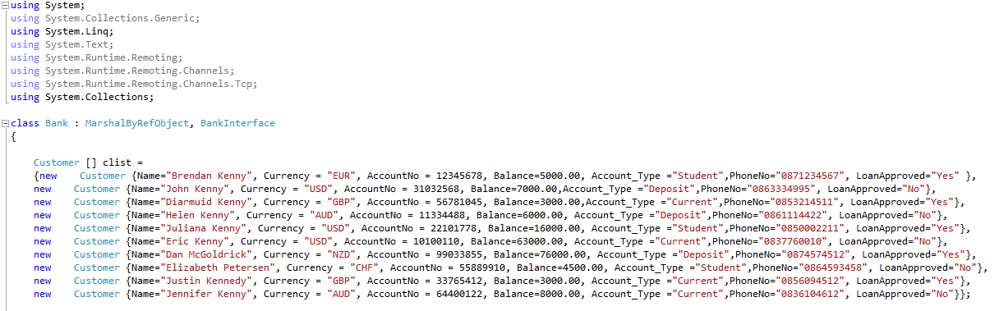 using System;
using System.Collections.Generic;
using System.Linq;
using System.Text;
using System.Runtime.Remoting;
using System.Runtime.Remoting.Channels;
using System.Runtime.Remoting.Channels.Tcp;
using System.Collections;
class Bank : MarshalByRefObject, BankInterface
{
Customer [] clist =
{new Customer {Name="Brendan Kenny", Currency = "EUR", AccountNo = 12345678, Balance=5000.00, Account_Type ="Student",PhoneNo="0871234567", LoanApproved="Yes" },
new Customer {Name="John Kenny", Currency = "USD", AccountNo = 31032568, Balance=7000.00,Account_Type ="Deposit",PhoneNo="0863334995", LoanApproved="No"},
new Customer {Name="Diarmuid Kenny", Currency = "GBP", AccountNo = 56781045, Balance=3000.00,Account_Type ="Current",PhoneNo="0853214511", LoanApproved="Yes"},
new Customer {Name="Helen Kenny", Currency = "AUD", AccountNo = 11334488, Balance=6000.00, Account_Type ="Deposit",PhoneNo="0861114422", LoanApproved="No"},
new Customer {Name="Juliana Kenny", Currency = "USD", AccountNo = 22101778, Balance=16000.00, Account_Type ="Student",PhoneNo="0850002211", LoanApproved="Yes"},
new Customer {Name="Eric Kenny", Currency = "USD", AccountNo = 10100110, Balance=63000.00, Account_Type ="Current",PhoneNo="0837760010", LoanApproved="No"},
new Customer {Name="Dan McGoldrick", Currency = "NZD", AccountNo = 99033855, Balance=76000.00, Account_Type ="Deposit",PhoneNo="0874574512", LoanApproved="Yes"},
new Customer {Name="Elizabeth Petersen", Currency = "CHF", AccountNo = 55889910, Balance=4500.00, Account_Type ="Student",PhoneNo="0864593458", LoanApproved="No"},
new Customer {Name="Justin Kennedy", Currency = "GBP", AccountNo = 33765412, Balance=3000.00, Account_Type ="Current",PhoneNo="0856094512", LoanApproved="Yes"},
new Customer {Name="Jennifer Kenny", Currency = "AUD", AccountNo = 64400122, Balance=8000.00, Account_Type ="Current",PhoneNo="0836104612", LoanApproved="No"}};